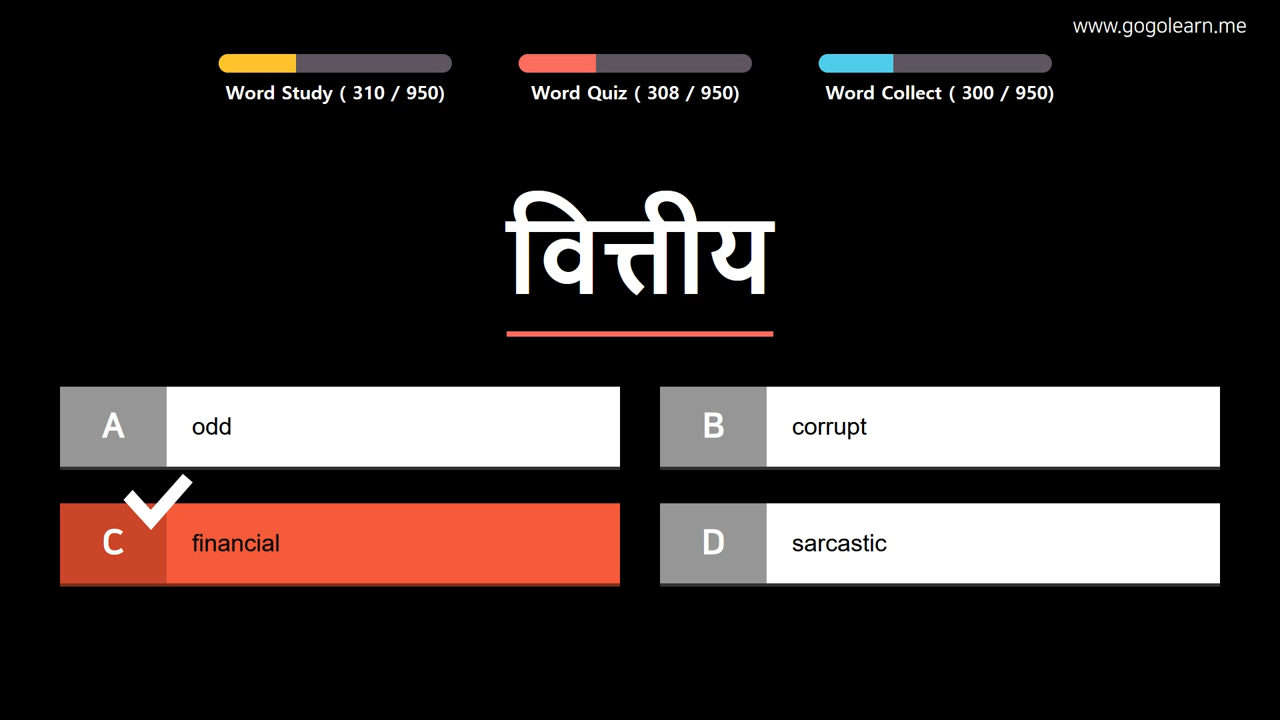 www.gogolearn.me
Word Study ( 310 / 950)
Word Quiz ( 308 / 950)
Word Collect ( 300 / 950)
वित्तीय
A odd
B corrupt
C financial
D sarcastic